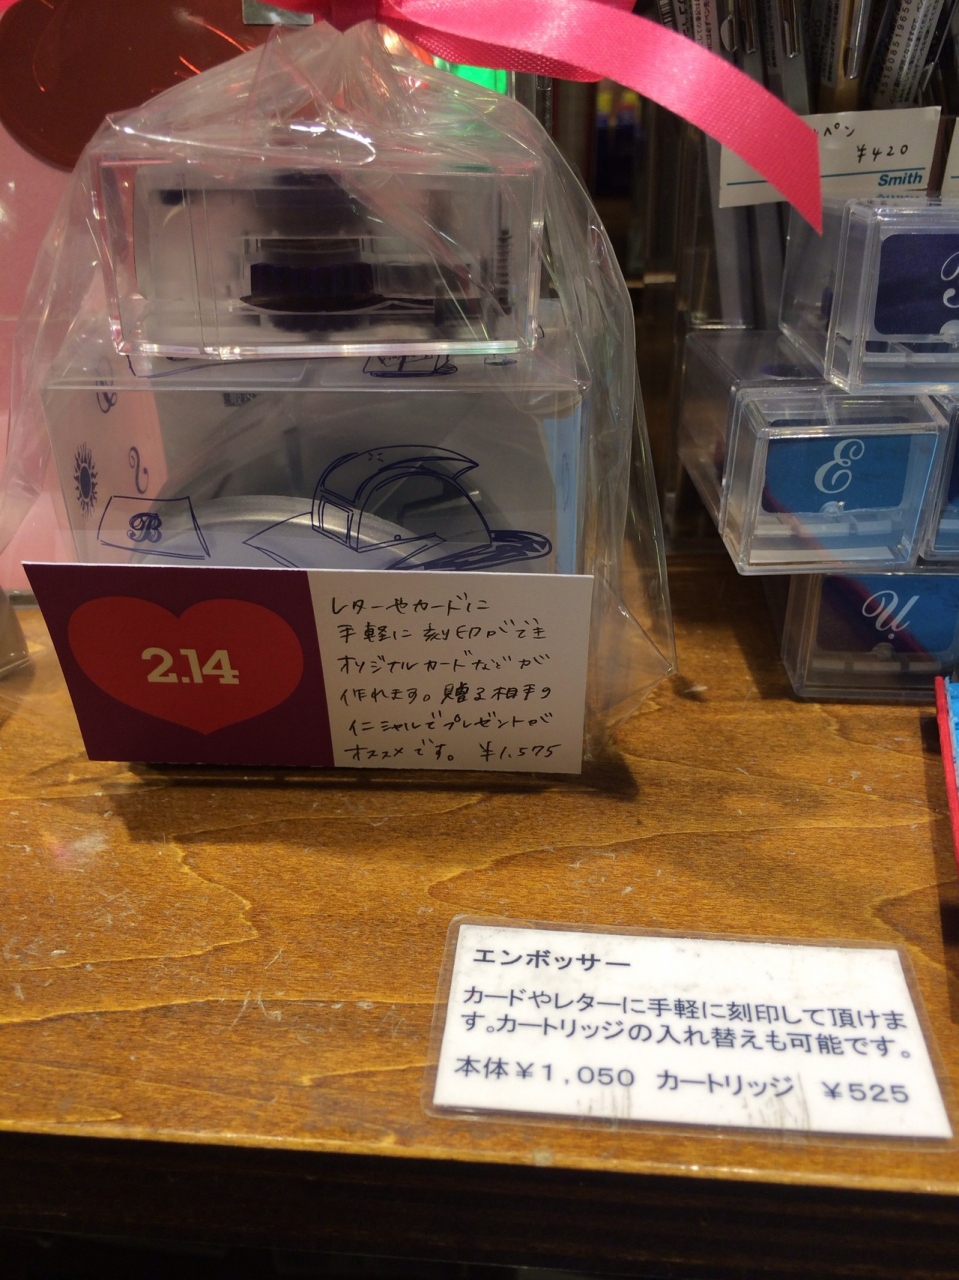 ペン
¥420
Smith
B
E
U
2.14
レターやカードに
手軽に刻印ができ
オリジナルカードなどが
作れます。贈る相手の
イニシャルでプレゼントが
オススメです。 ¥1.575
エンボッサー
カードやレターに手軽に刻印して頂けま
す。カートリッジの入れ替えも可能です。
本体¥1,050 カートリッジ ¥525